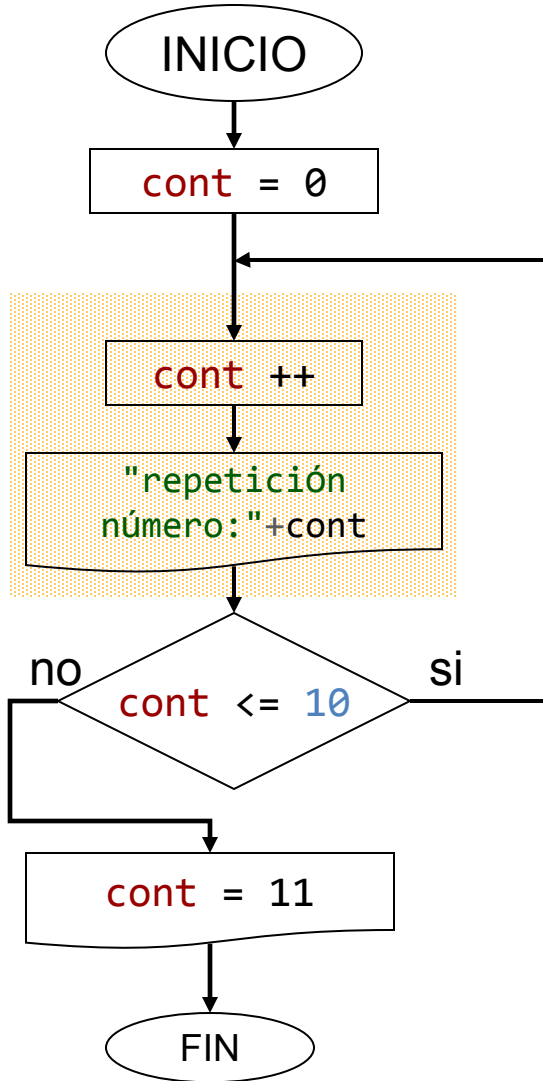 INICIO
cont = 0
cont ++
"repetición
número:"+cont
no
si
cont <= 10
cont = 11
FIN